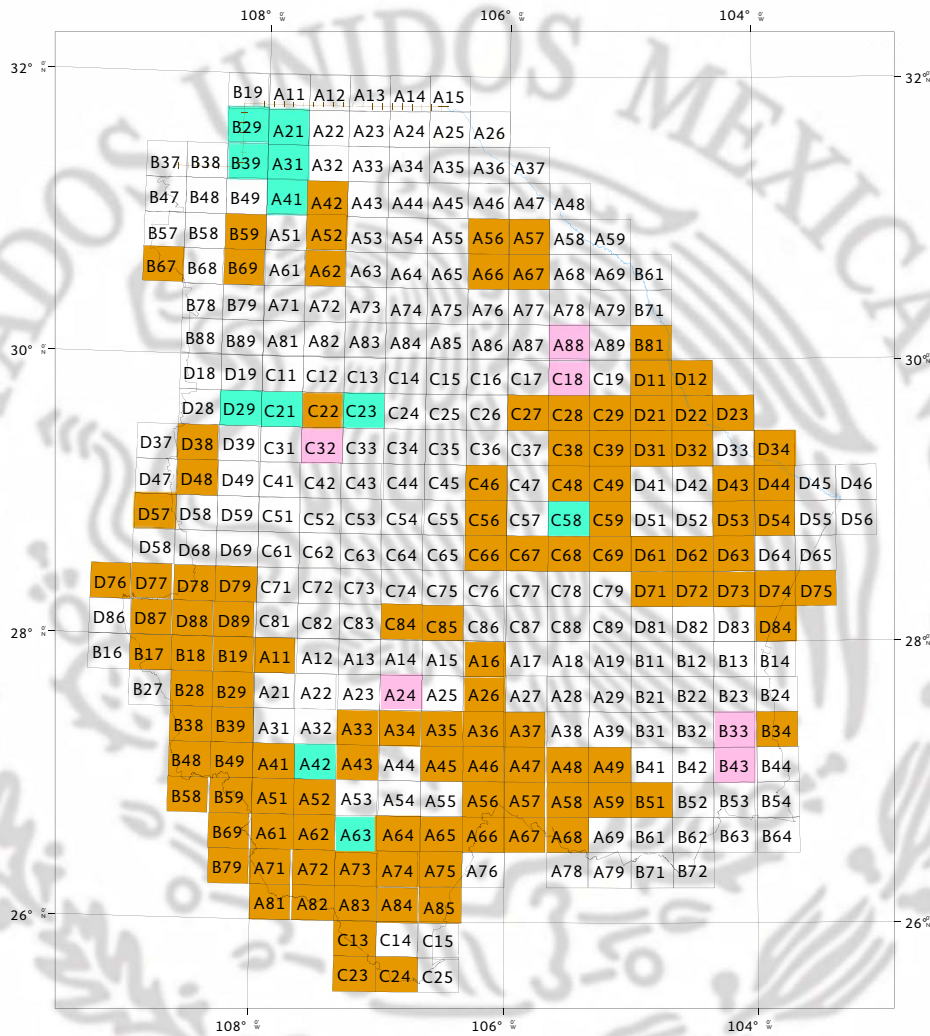 108° 0' W 106° 0' W 104° 0' W
ESTADOS UNIDOS MEXICANOS
32° 0' N 32° 0' N
B19 A11 A12 A13 A14 A15
B29 A21 A22 A23 A24 A25 A26
B37 B38 B39 A31 A32 A33 A34 A35 A36 A37
B47 B48 B49 A41 A42 A43 A44 A45 A46 A47 A48
B57 B58 B59 A51 A52 A53 A54 A55 A56 A57 A58 A59
B67 B68 B69 A61 A62 A63 A64 A65 A66 A67 A68 A69 B61
B78 B79 A71 A72 A73 A74 A75 A76 A77 A78 A79 B71
30° 0' N 30° 0' N
B88 B89 A81 A82 A83 A84 A85 A86 A87 A88 A89 B81
D18 D19 C11 C12 C13 C14 C15 C16 C17 C18 C19 D11 D12
D28 D29 C21 C22 C23 C24 C25 C26 C27 C28 C29 D21 D22 D23
D37 D38 D39 C31 C32 C33 C34 C35 C36 C37 C38 C39 D31 D32 D33 D34
D47 D48 D49 C41 C42 C43 C44 C45 C46 C47 C48 C49 D41 D42 D43 D44 D45 D46
D57 D58 D59 C51 C52 C53 C54 C55 C56 C57 C58 C59 D51 D52 D53 D54 D55 D56
D58 D68 D69 C61 C62 C63 C64 C65 C66 C67 C68 C69 D61 D62 D63 D64 D65
D76 D77 D78 D79 C71 C72 C73 C74 C75 C76 C77 C78 C79 D71 D72 D73 D74 D75
28° 0' N 28° 0' N
D86 D87 D88 D89 C81 C82 C83 C84 C85 C86 C87 C88 C89 D81 D82 D83 D84
B16 B17 B18 B19 A11 A12 A13 A14 A15 A16 A17 A18 A19 B11 B12 B13 B14
B27 B28 B29 A21 A22 A23 A24 A25 A26 A27 A28 A29 B21 B22 B23 B24
B38 B39 A31 A32 A33 A34 A35 A36 A37 A38 A39 B31 B32 B33 B34
B48 B49 A41 A42 A43 A44 A45 A46 A47 A48 A49 B41 B42 B43 B44
B58 B59 A51 A52 A53 A54 A55 A56 A57 A58 A59 B51 B52 B53 B54
B69 A61 A62 A63 A64 A65 A66 A67 A68 A69 B61 B62 B63 B64
B79 A71 A72 A73 A74 A75 A76 A78 A79 B71 B72
26° 0' N 26° 0' N
A81 A82 A83 A84 A85
C13 C14 C15
C23 C24 C25
108° 0' W 106° 0' W 104° 0' W